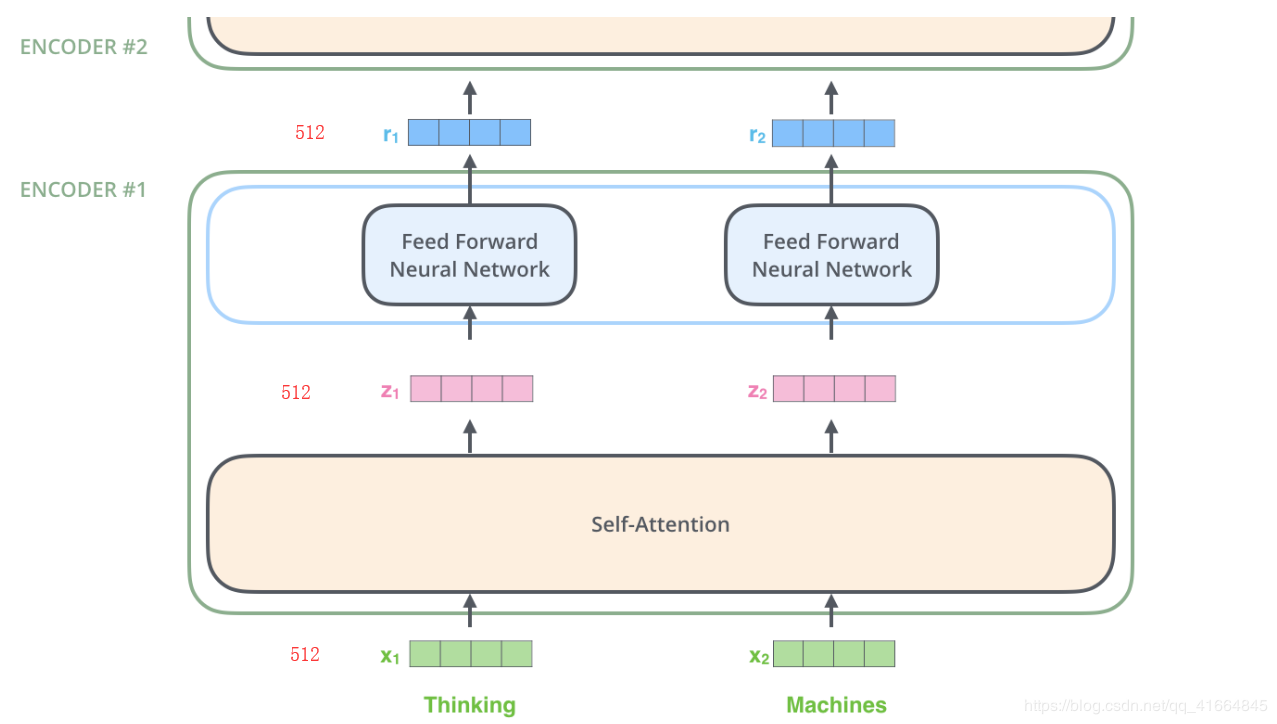 ENCODER #2
512
r₁
r₂
ENCODER #1
Feed Forward
Neural Network
Feed Forward
Neural Network
512
z₁
z₂
Self-Attention
512
x₁
x₂
Thinking
Machines
https://blog.csdn.net/qq_41664845